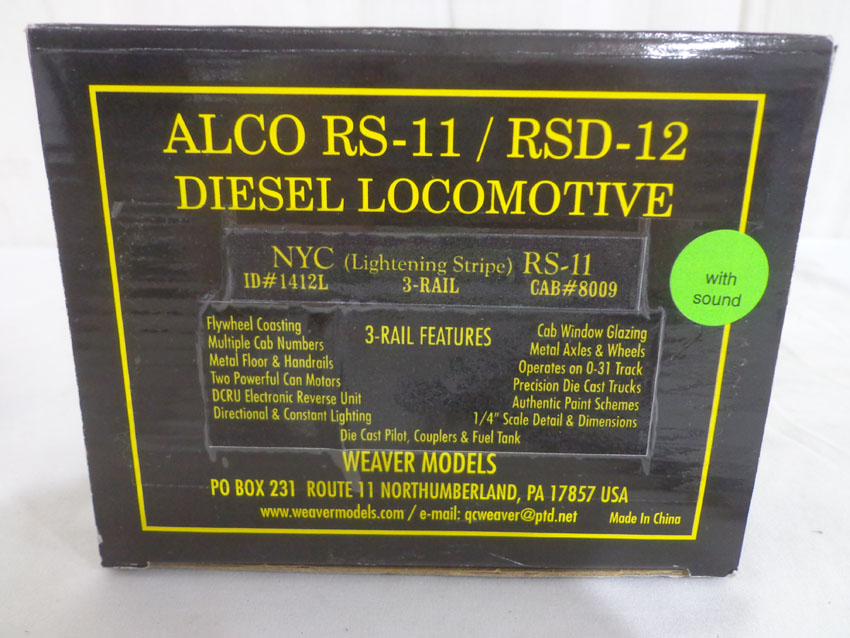 ALCO RS-11 / RSD-12
DIESEL LOCOMOTIVE
NYC (Lightening Stripe) RS-11
ID#1412L 3-RAIL CAB#8009
with
sound
3-RAIL FEATURES
Flywheel Coasting
Multiple Cab Numbers
Metal Floor & Handrails
Two Powerful Can Motors
DCRU Electronic Reverse Unit
Directional & Constant Lighting
Cab Window Glazing
Metal Axles & Wheels
Operates on 0-31 Track
Precision Die Cast Trucks
Authentic Paint Schemes
1/4" Scale Detail & Dimensions
Die Cast Pilot, Couplers & Fuel Tank
WEAVER MODELS
PO BOX 231 ROUTE 11 NORTHUMBERLAND, PA 17857 USA
www.weavermodels.com / e-mail: qcweaver@ptd.net Made In China